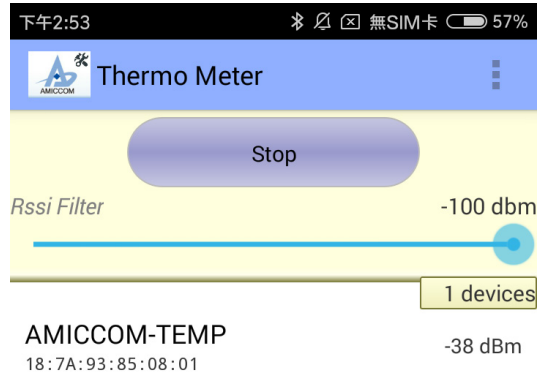 下午2:53 無SIM卡 57%
AMICCOM Thermo Meter
Stop
Rssi Filter -100 dbm
1 devices
AMICCOM-TEMP -38 dBm
18:7A:93:85:08:01